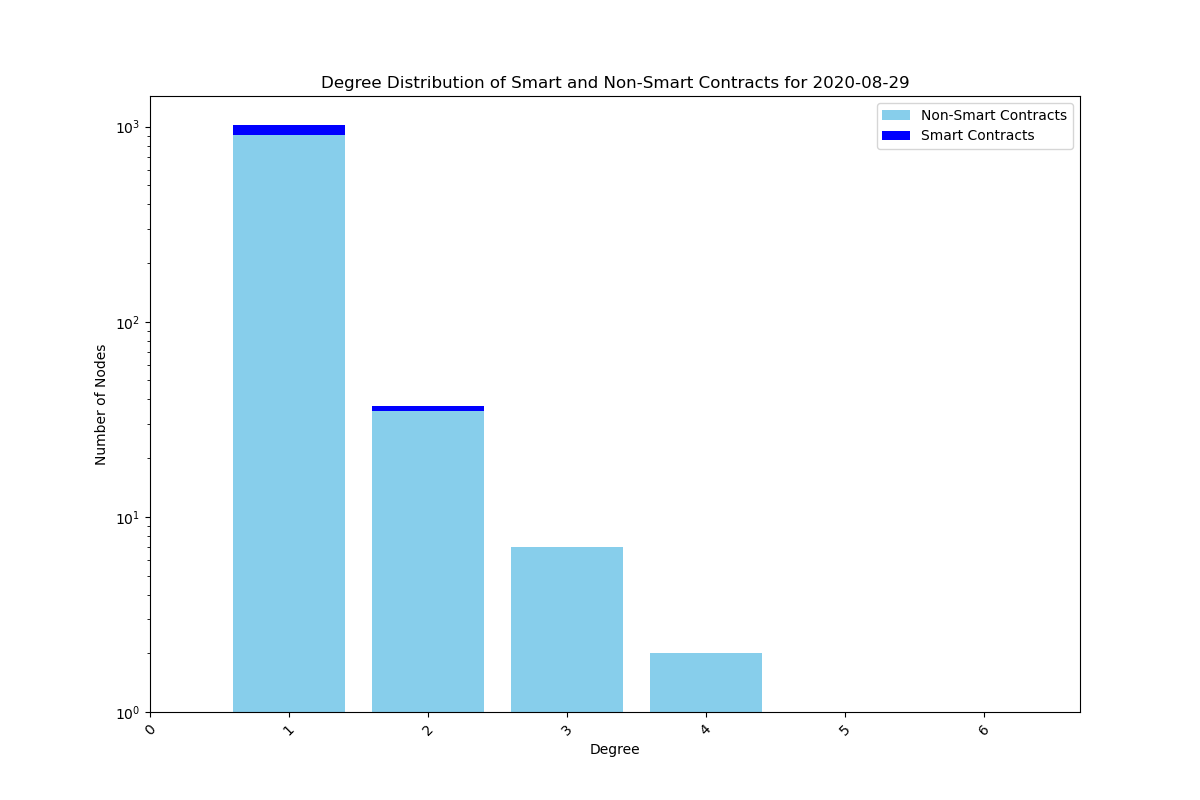 Degree Distribution of Smart and Non-Smart Contracts for 2020-08-29
Non-Smart Contracts
Smart Contracts
Number of Nodes
10³
10²
10¹
10⁰
0 1 2 3 4 5 6
Degree